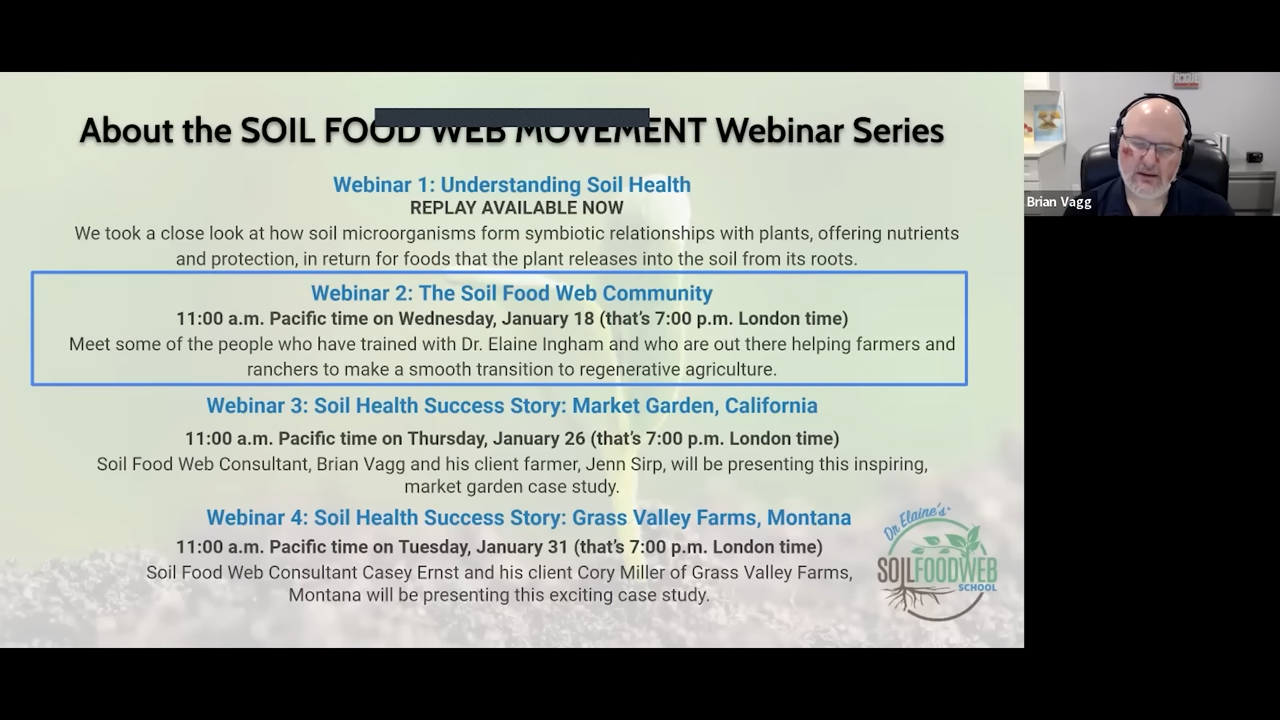 About the SOIL FOOD WEB MOVEMENT Webinar Series
Webinar 1: Understanding Soil Health
REPLAY AVAILABLE NOW
We took a close look at how soil microorganisms form symbiotic relationships with plants, offering nutrients
and protection, in return for foods that the plant releases into the soil from its roots.
Webinar 2: The Soil Food Web Community
11:00 a.m. Pacific time on Wednesday, January 18 (that's 7:00 p.m. London time)
Meet some of the people who have trained with Dr. Elaine Ingham and who are out there helping farmers and
ranchers to make a smooth transition to regenerative agriculture.
Webinar 3: Soil Health Success Story: Market Garden, California
11:00 a.m. Pacific time on Thursday, January 26 (that's 7:00 p.m. London time)
Soil Food Web Consultant, Brian Vagg and his client farmer, Jenn Sirp, will be presenting this inspiring,
market garden case study.
Webinar 4: Soil Health Success Story: Grass Valley Farms, Montana
11:00 a.m. Pacific time on Tuesday, January 31 (that's 7:00 p.m. London time)
Soil Food Web Consultant Casey Ernst and his client Cory Miller of Grass Valley Farms,
Montana will be presenting this exciting case study.
Dr Elaine's
SOILFOODWEB
SCHOOL
Brian Vagg